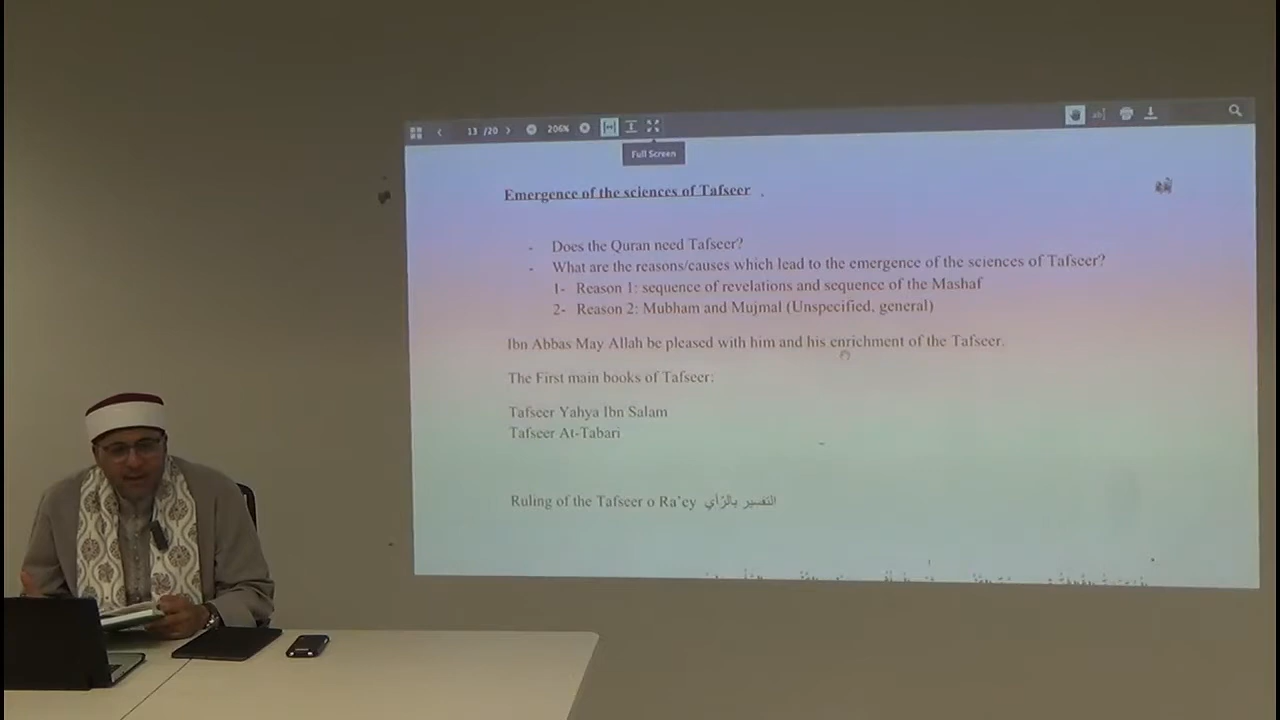 13 /20
206%
Full Screen
Emergence of the sciences of Tafseer .
- Does the Quran need Tafseer?
- What are the reasons/causes which lead to the emergence of the sciences of Tafseer?
1- Reason 1: sequence of revelations and sequence of the Mashaf
2- Reason 2: Mubham and Mujmal (Unspecified, general)
Ibn Abbas May Allah be pleased with him and his enrichment of the Tafseer.
The First main books of Tafseer:
Tafseer Yahya Ibn Salam
Tafseer At-Tabari
Ruling of the Tafseer o Ra’ey التفسير بالرّأي